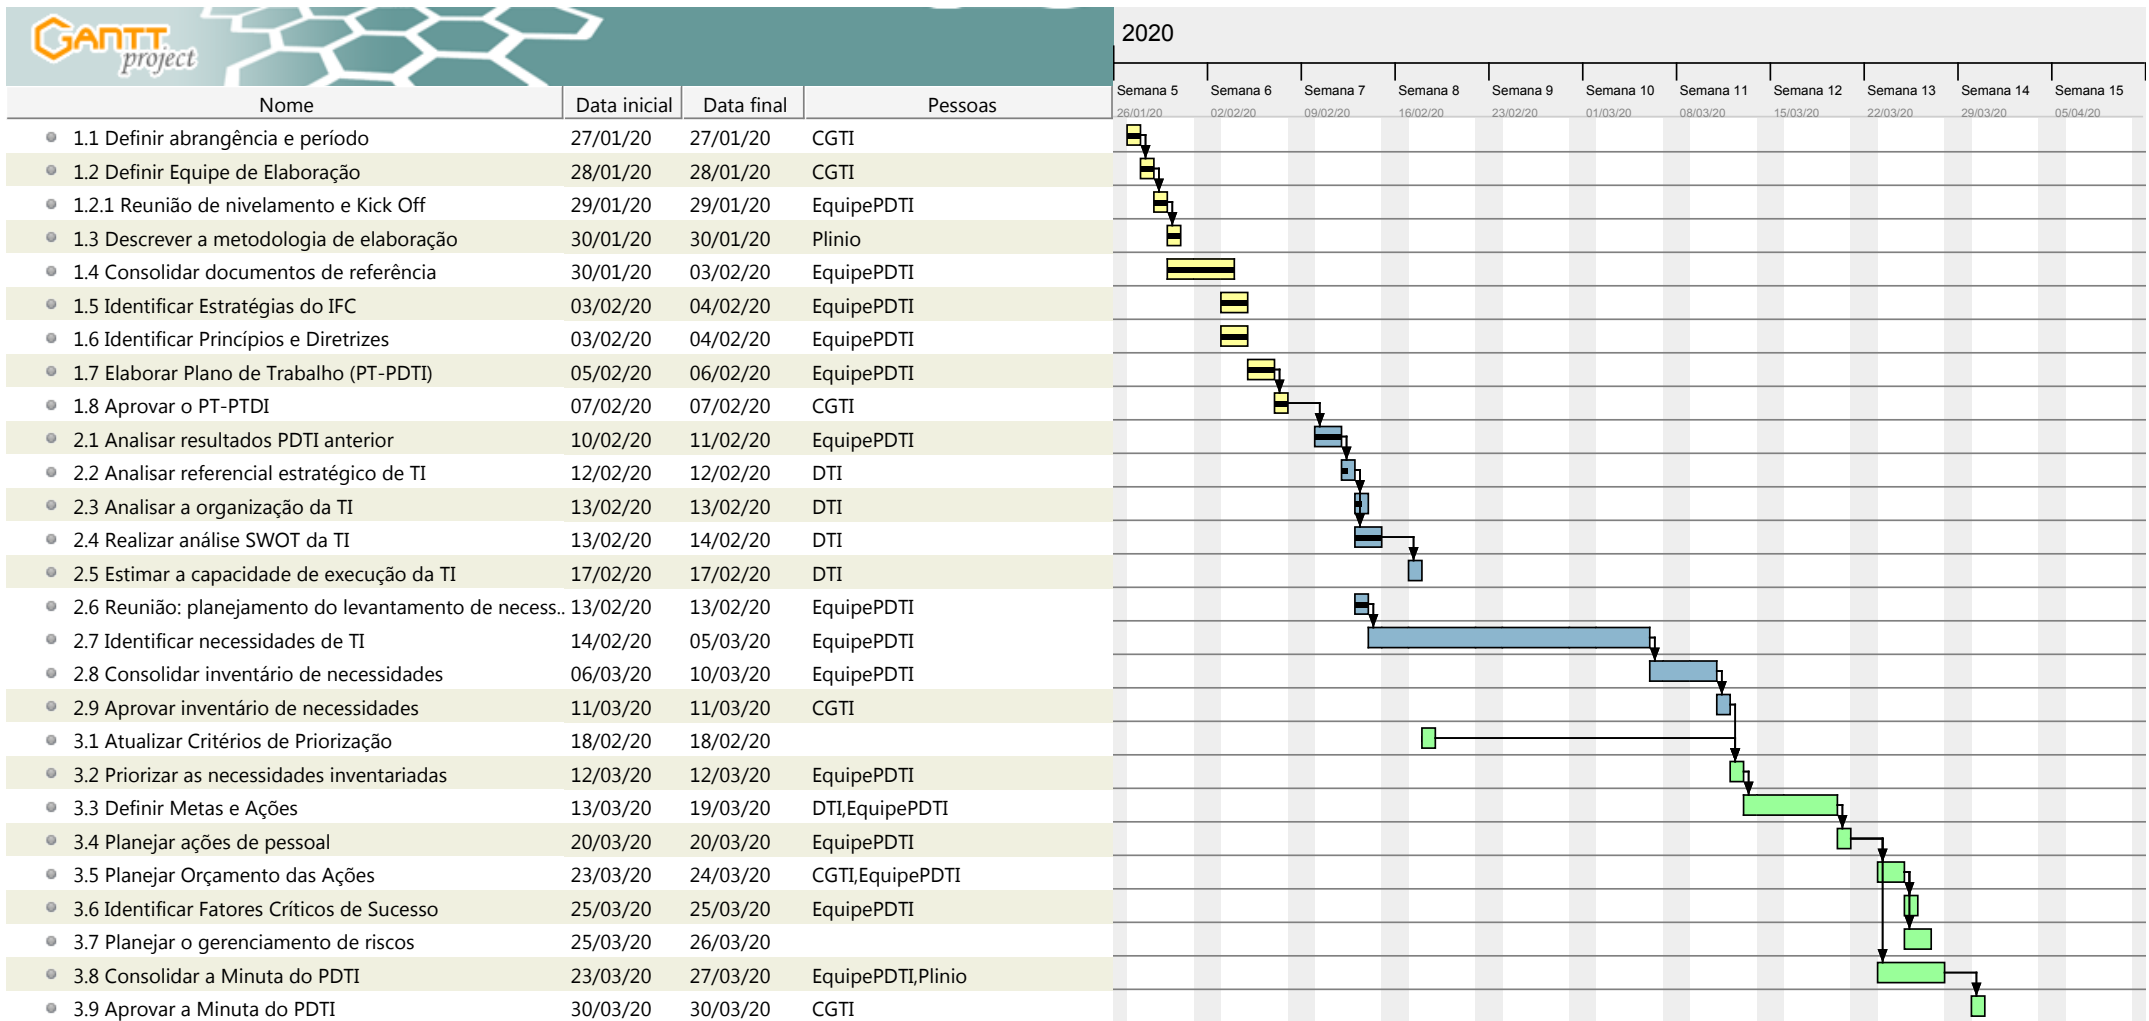 GANTT
project
2020
Semana 5 Semana 6 Semana 7 Semana 8 Semana 9 Semana 10 Semana 11 Semana 12 Semana 13 Semana 14 Semana 15
26/01/20 02/02/20 09/02/20 16/02/20 23/02/20 01/03/20 08/03/20 15/03/20 22/03/20 29/03/20 05/04/20
Nome Data inicial Data final Pessoas
1.1 Definir abrangência e período 27/01/20 27/01/20 CGTI
1.2 Definir Equipe de Elaboração 28/01/20 28/01/20 CGTI
1.2.1 Reunião de nivelamento e Kick Off 29/01/20 29/01/20 EquipePDTI
1.3 Descrever a metodologia de elaboração 30/01/20 30/01/20 Plinio
1.4 Consolidar documentos de referência 30/01/20 03/02/20 EquipePDTI
1.5 Identificar Estratégias do IFC 03/02/20 04/02/20 EquipePDTI
1.6 Identificar Princípios e Diretrizes 03/02/20 04/02/20 EquipePDTI
1.7 Elaborar Plano de Trabalho (PT-PDTI) 05/02/20 06/02/20 EquipePDTI
1.8 Aprovar o PT-PTDI 07/02/20 07/02/20 CGTI
2.1 Analisar resultados PDTI anterior 10/02/20 11/02/20 EquipePDTI
2.2 Analisar referencial estratégico de TI 12/02/20 12/02/20 DTI
2.3 Analisar a organização da TI 13/02/20 13/02/20 DTI
2.4 Realizar análise SWOT da TI 13/02/20 14/02/20 DTI
2.5 Estimar a capacidade de execução da TI 17/02/20 17/02/20 DTI
2.6 Reunião: planejamento do levantamento de necess.. 13/02/20 13/02/20 EquipePDTI
2.7 Identificar necessidades de TI 14/02/20 05/03/20 EquipePDTI
2.8 Consolidar inventário de necessidades 06/03/20 10/03/20 EquipePDTI
2.9 Aprovar inventário de necessidades 11/03/20 11/03/20 CGTI
3.1 Atualizar Critérios de Priorização 18/02/20 18/02/20
3.2 Priorizar as necessidades inventariadas 12/03/20 12/03/20 EquipePDTI
3.3 Definir Metas e Ações 13/03/20 19/03/20 DTI,EquipePDTI
3.4 Planejar ações de pessoal 20/03/20 20/03/20 EquipePDTI
3.5 Planejar Orçamento das Ações 23/03/20 24/03/20 CGTI,EquipePDTI
3.6 Identificar Fatores Críticos de Sucesso 25/03/20 25/03/20 EquipePDTI
3.7 Planejar o gerenciamento de riscos 25/03/20 26/03/20
3.8 Consolidar a Minuta do PDTI 23/03/20 27/03/20 EquipePDTI,Plinio
3.9 Aprovar a Minuta do PDTI 30/03/20 30/03/20 CGTI